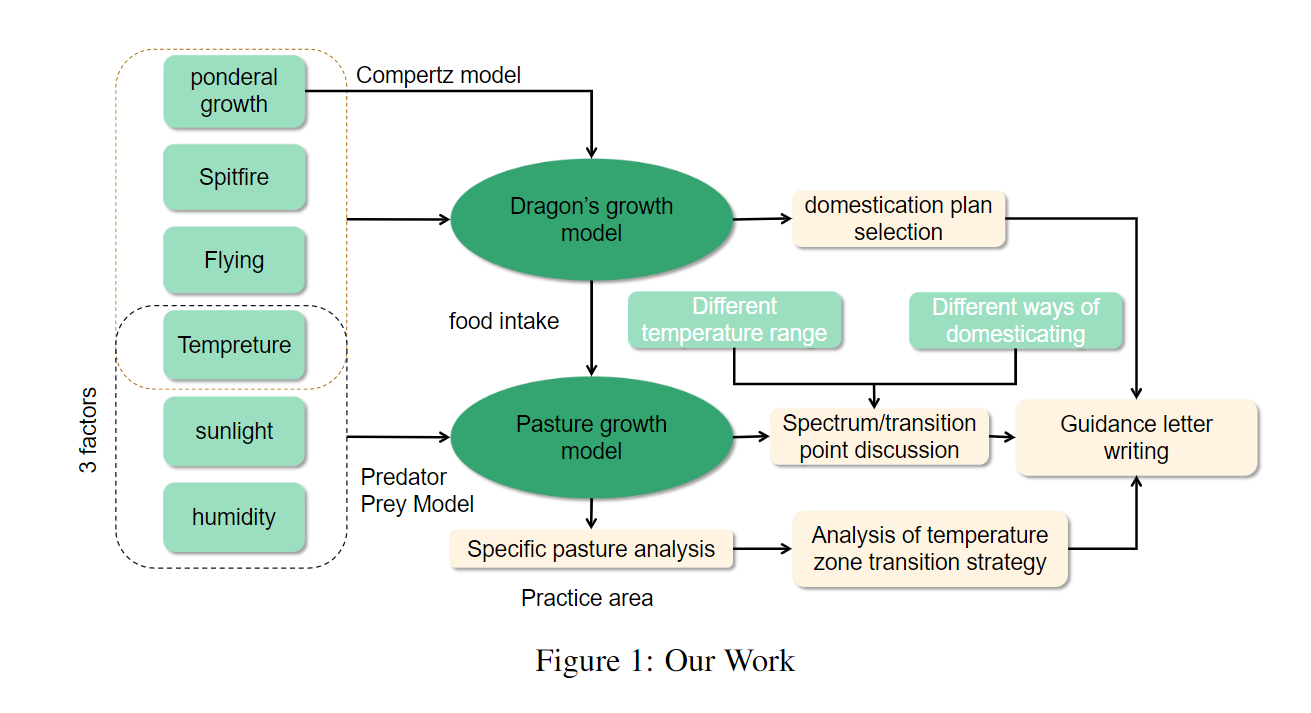 ponderal
growth
Compertz model
Spitfire
Flying
Tempreture
sunlight
humidity
3 factors
Dragon's growth
model
domestication plan
selection
food intake
Different
temperature range
Different ways of
domesticating
Pasture growth
model
Spectrum/transition
point discussion
Guidance letter
writing
Predator
Prey Model
Specific pasture analysis
Analysis of temperature
zone transition strategy
Practice area
Figure 1: Our Work